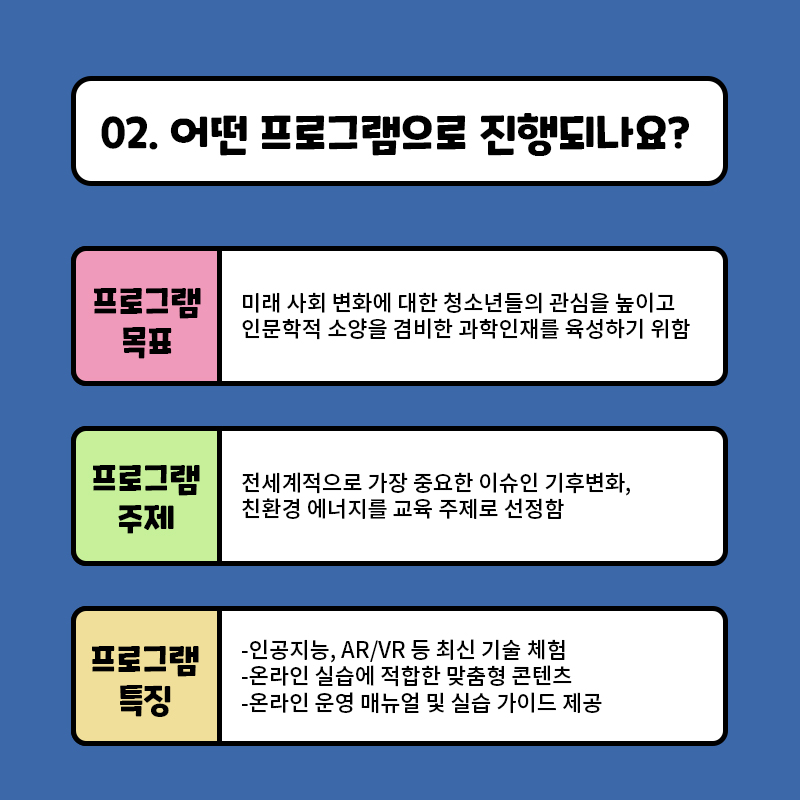 02. 어떤 프로그램으로 진행되나요?
프로그램
목표
미래 사회 변화에 대한 청소년들의 관심을 높이고
인문학적 소양을 겸비한 과학인재를 육성하기 위함
프로그램
주제
전세계적으로 가장 중요한 이슈인 기후변화,
친환경 에너지를 교육 주제로 선정함
프로그램
특징
-인공지능, AR/VR 등 최신 기술 체험
-온라인 실습에 적합한 맞춤형 콘텐츠
-온라인 운영 매뉴얼 및 실습 가이드 제공